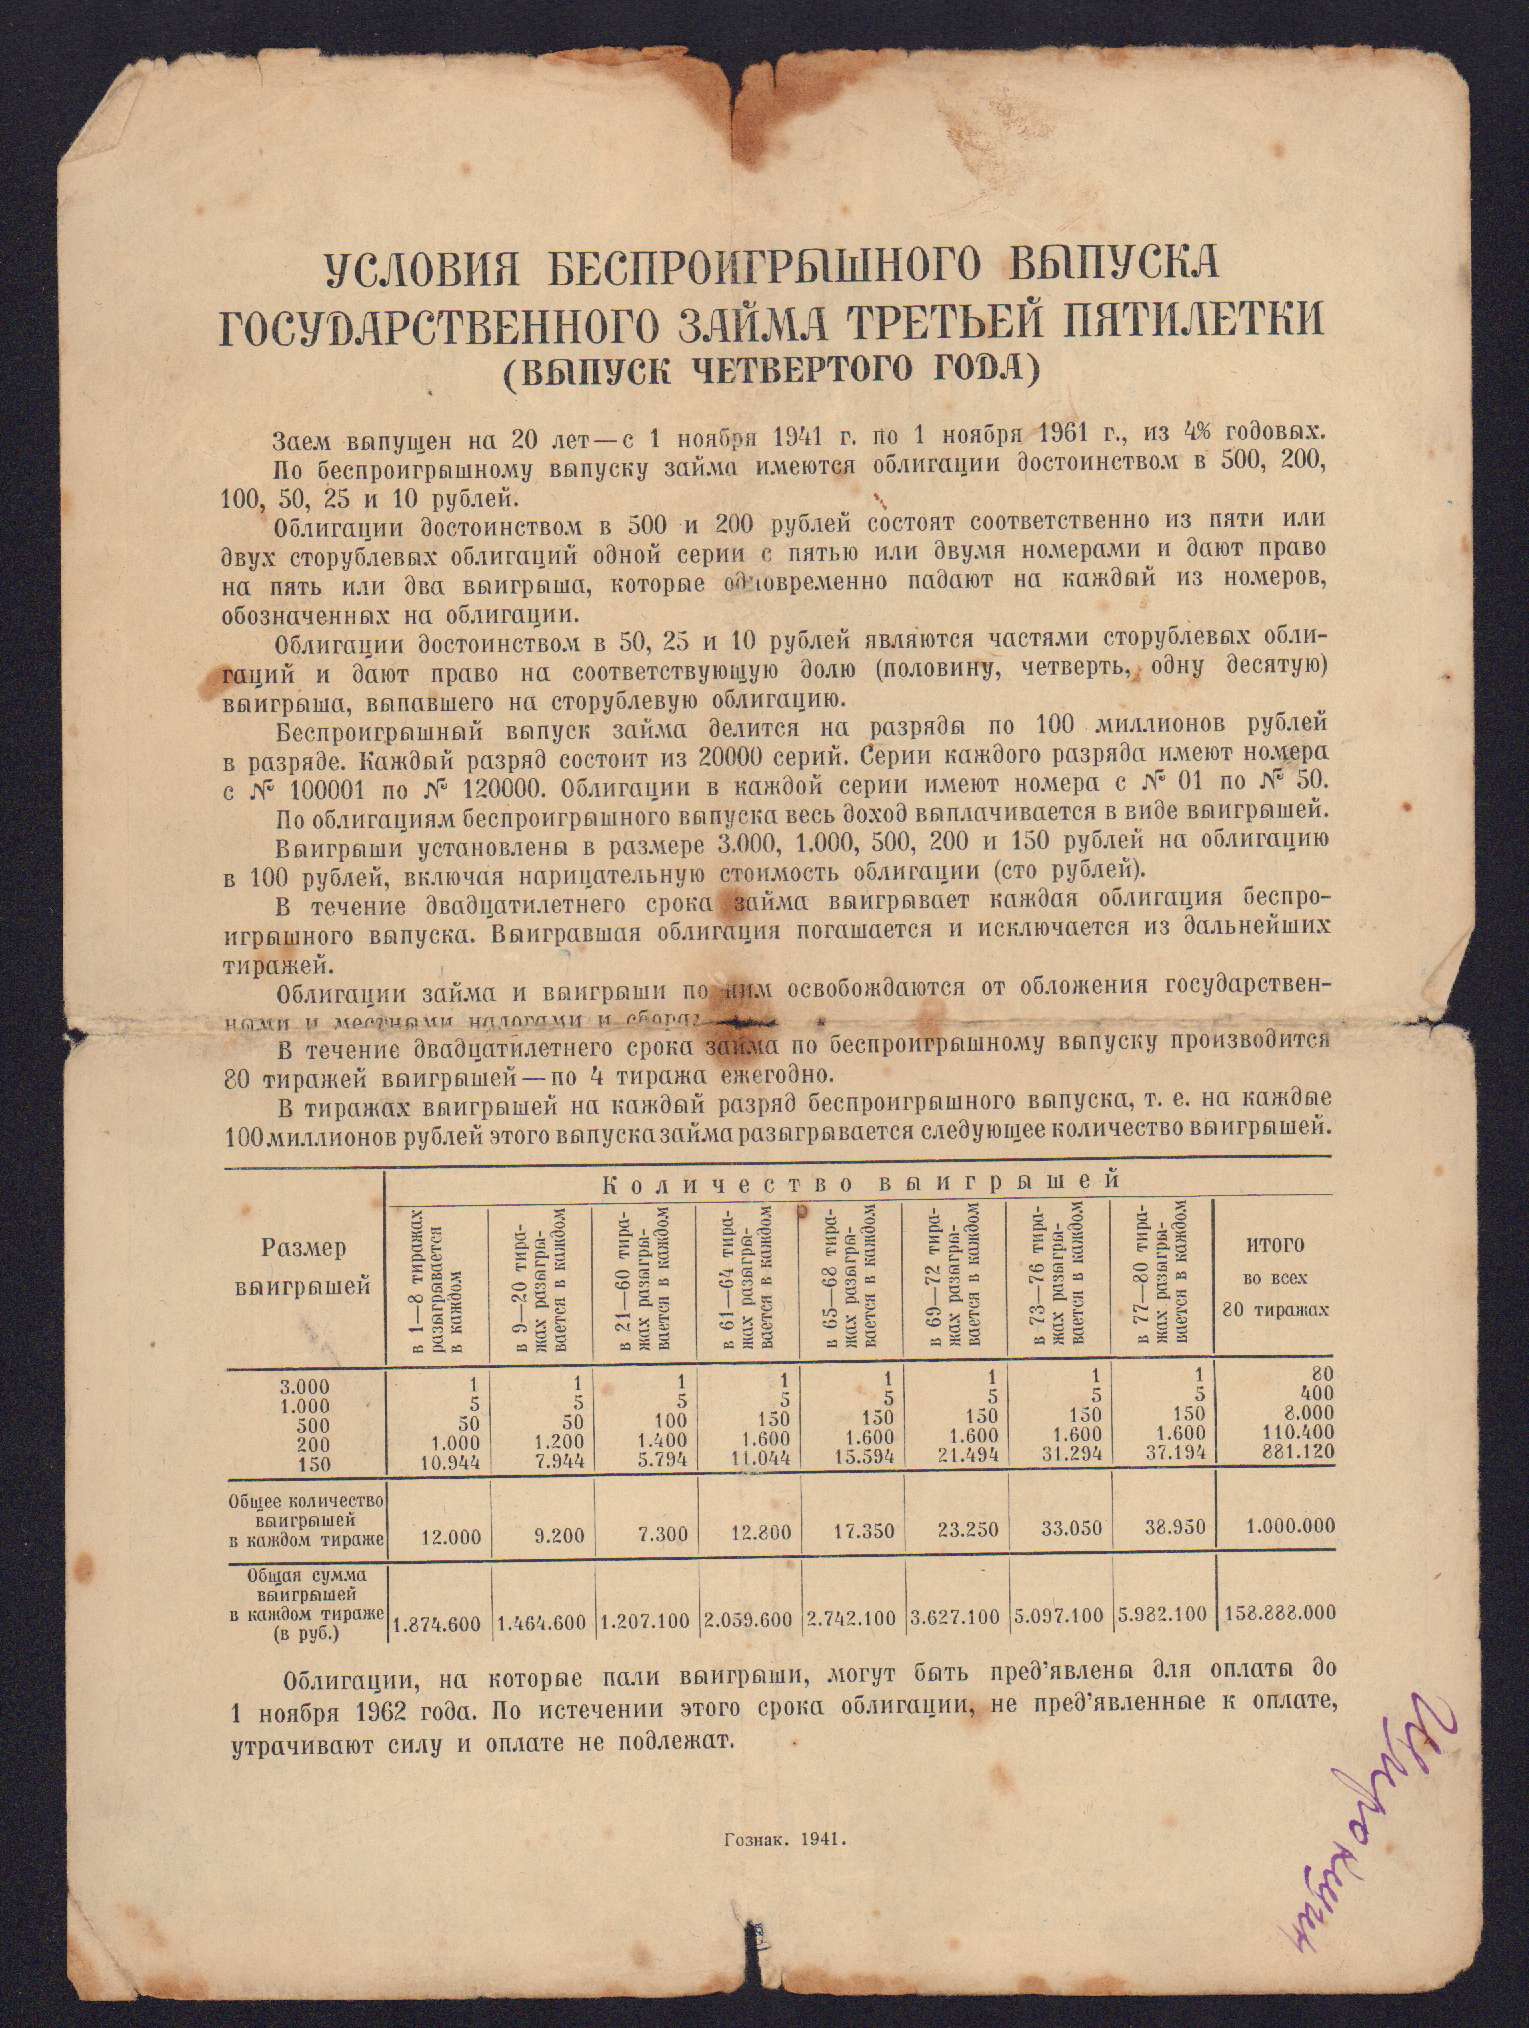 УСЛОВИЯ БЕСПРОИГРЫШНОГО ВЫПУСКА
ГОСУДАРСТВЕННОГО ЗАЙМА ТРЕТЬЕЙ ПЯТИЛЕТКИ
(ВЫПУСК ЧЕТВЕРТОГО ГОДА)
Заем выпущен на 20 лет—с 1 ноября 1941 г. по 1 ноября 1961 г., из 4% годовых.
По беспроигрышному выпуску займа имеются облигации достоинством в 500, 200,
100, 50, 25 и 10 рублей.
Облигации достоинством в 500 и 200 рублей состоят соответственно из пяти или
двух сторублевых облигаций одной серии с пятью или двумя номерами и дают право
на пять или два выигрыша, которые одновременно падают на каждый из номеров,
обозначенных на облигации.
Облигации достоинством в 50, 25 и 10 рублей являются частями сторублевых обли-
гаций и дают право на соответствующую долю (половину, четверть, одну десятую)
выигрыша, выпавшего на сторублевую облигацию.
Беспроигрышный выпуск займа делится на разряды по 100 миллионов рублей
в разряде. Каждый разряд состоит из 20000 серий. Серии каждого разряда имеют номера
с № 100001 по № 120000. Облигации в каждой серии имеют номера с № 01 по № 50.
По облигациям беспроигрышного выпуска весь доход выплачивается в виде выигрышей.
Выигрыши установлены в размере 3.000, 1.000, 500, 200 и 150 рублей на облигацию
в 100 рублей, включая нарицательную стоимость облигации (сто рублей).
В течение двадцатилетнего срока займа выигрывает каждая облигация беспро-
игрышного выпуска. Выигравшая облигация погашается и исключается из дальнейших
тиражей.
Облигации займа и выигрыши по ним освобождаются от обложения государствен-
ными и местными налогами и
В течение двадцатилетнего срока займа по беспроигрышному выпуску производится
80 тиражей выигрышей—по 4 тиража ежегодно.
В тиражах выигрышей на каждый разряд беспроигрышного выпуска, т. е. на каждые
100 миллионов рублей этого выпуска займа разыгрывается следующее количество выигрышей.
Размер выигрышей
Количество выигрышей
в 1—8 тиражах разыгрывается в каждом
в 9—20 тира-жах разыгры-вается в каждом
в 21—60 тира-жах разыгры-вается в каждом
в 61—64 тира-жах разыгры-вается в каждом
в 65—68 тира-жах разыгры-вается в каждом
в 69—72 тира-жах разыгры-вается в каждом
в 73—76 тира-жах разыгры-вается в каждом
в 77—80 тира-жах разыгры-вается в каждом
ИТОГО во всех 80 тиражах
3.000 1 1 1 1 1 1 1 1 80
1.000 5 5 5 5 5 5 5 5 400
500 50 50 100 150 150 150 150 150 8.000
200 1.000 1.200 1.400 1.600 1.600 1.600 1.600 1.600 110.400
150 10.944 7.944 5.794 11.044 15.594 21.494 31.294 37.194 881.120
Общее количество
выигрышей
в каждом тираже 12.000 9.200 7.300 12.800 17.350 23.250 33.050 38.950 1.000.000
Общая сумма
выигрышей
в каждом тираже
(в руб.) 1.874.600 1.464.600 1.207.100 2.059.600 2.742.100 3.627.100 5.097.100 5.982.100 158.888.000
Облигации, на которые пали выигрыши, могут быть пред'явлены для оплаты до
1 ноября 1962 года. По истечении этого срока облигации, не пред'явленные к оплате,
утрачивают силу и оплате не подлежат.
Гознак. 1941.